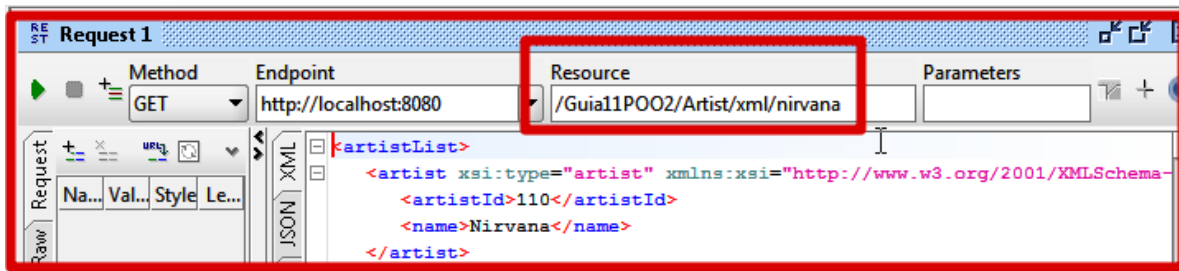 RE
ST Request 1
Method Endpoint Resource Parameters
GET http://localhost:8080 /Guia11POO2/Artist/xml/nirvana
Request
Raw
URL
Na... Val... Style Le...
XML
JSON
<artistList>
<artist xsi:type="artist" xmlns:xsi="http://www.w3.org/2001/XMLSchema-
<artistId>110</artistId>
<name>Nirvana</name>
</artist>